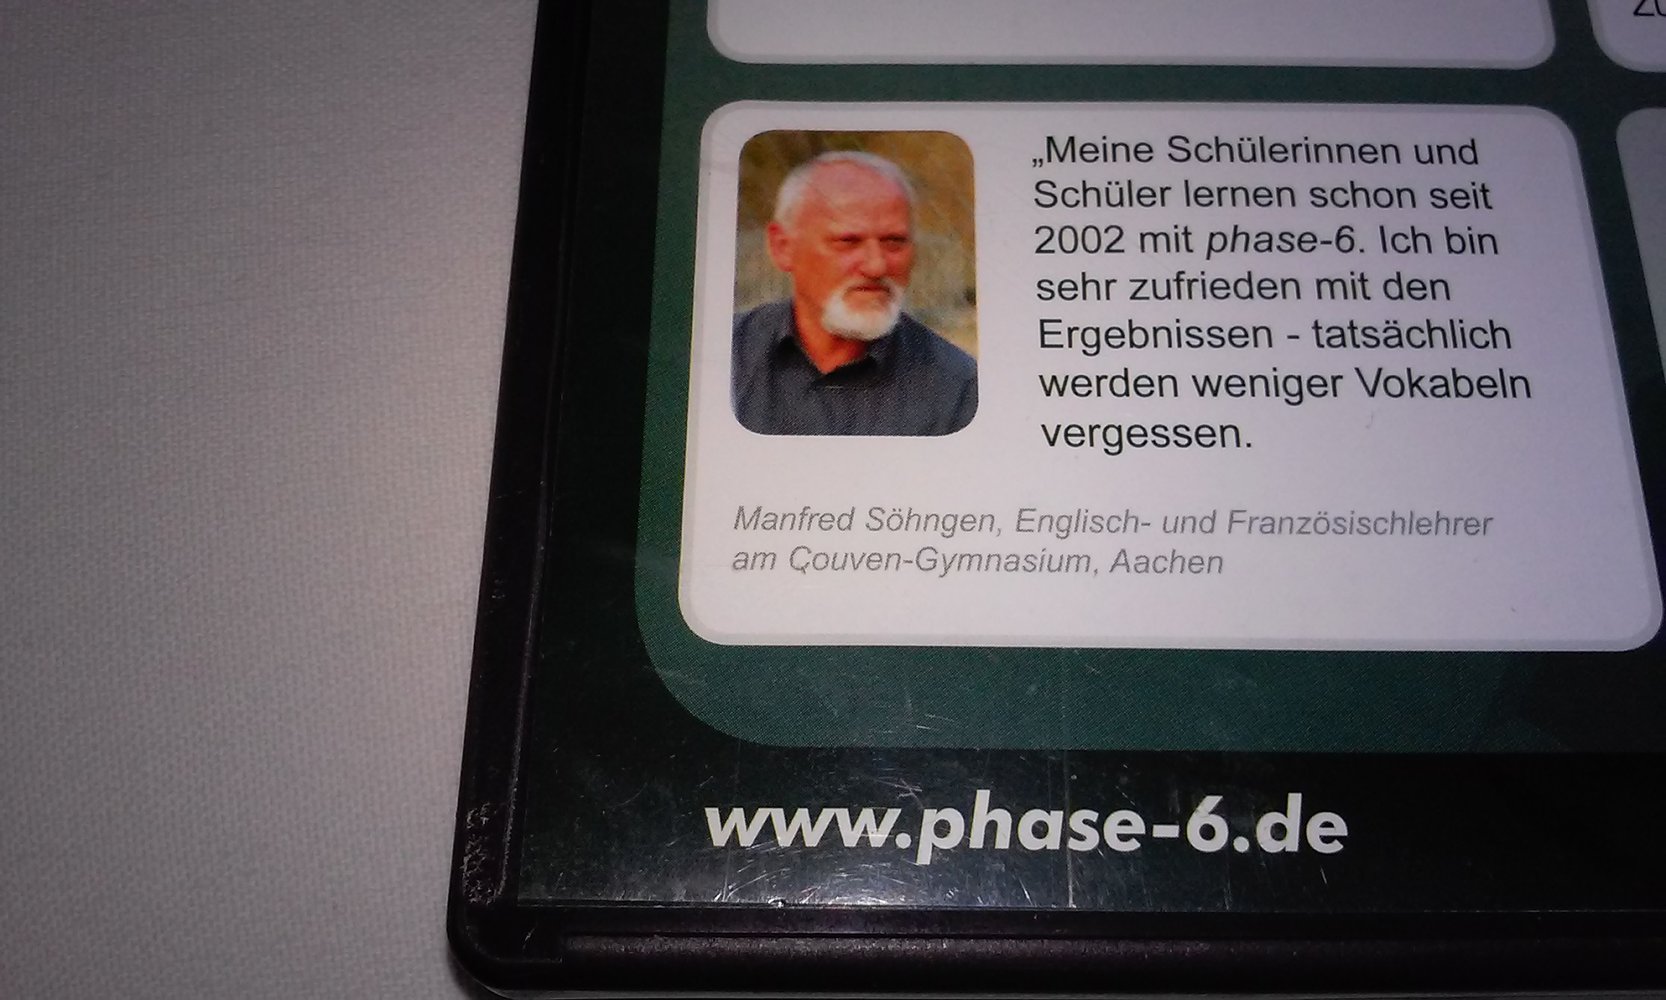 „Meine Schülerinnen und
Schüler lernen schon seit
2002 mit phase-6. Ich bin
sehr zufrieden mit den
Ergebnissen - tatsächlich
werden weniger Vokabeln
vergessen.
Manfred Söhngen, Englisch- und Französischlehrer
am Couven-Gymnasium, Aachen
www.phase-6.de